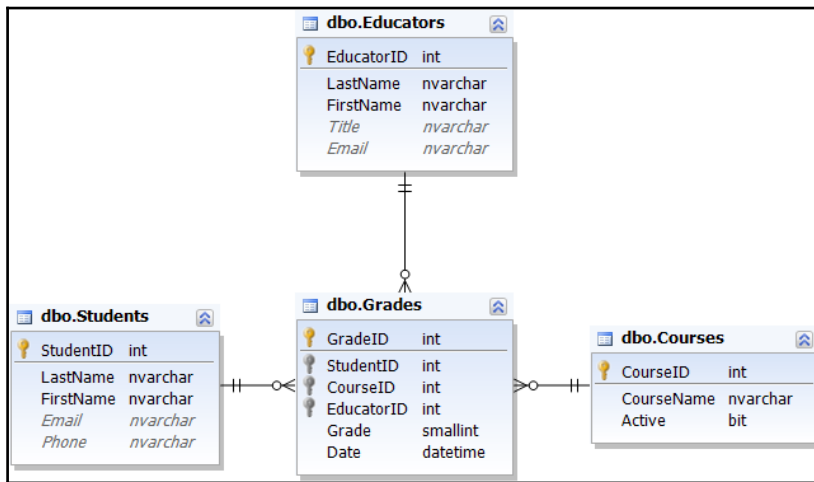 dbo.Educators
EducatorID int
LastName nvarchar
FirstName nvarchar
Title nvarchar
Email nvarchar
dbo.Students
StudentID int
LastName nvarchar
FirstName nvarchar
Email nvarchar
Phone nvarchar
dbo.Grades
GradeID int
StudentID int
CourseID int
EducatorID int
Grade smallint
Date datetime
dbo.Courses
CourseID int
CourseName nvarchar
Active bit